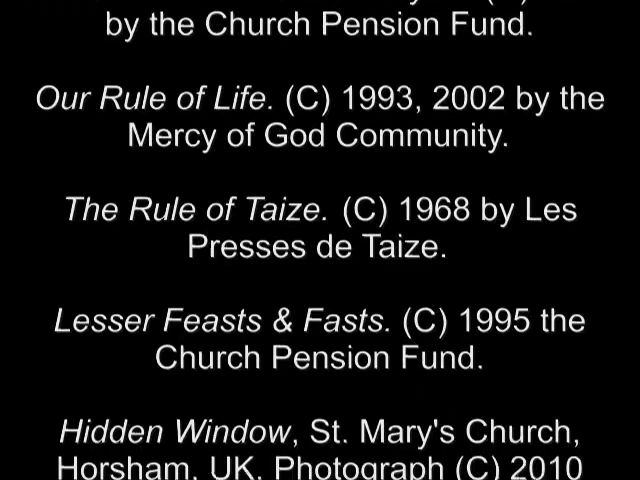 by the Church Pension Fund.
Our Rule of Life. (C) 1993, 2002 by the
Mercy of God Community.
The Rule of Taize. (C) 1968 by Les
Presses de Taize.
Lesser Feasts & Fasts. (C) 1995 the
Church Pension Fund.
Hidden Window, St. Mary's Church,
Horsham, UK. Photograph (C) 2010